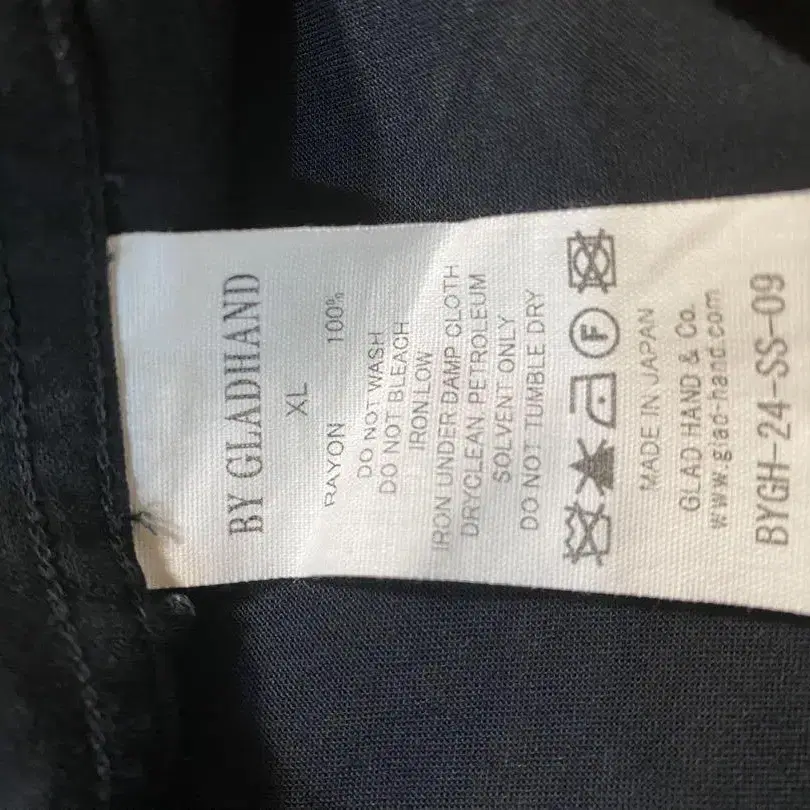 BY GLADHAND
XL
RAYON 100%
DO NOT WASH
DO NOT BLEACH
IRON LOW
IRON UNDER DAMP CLOTH
DRYCLEAN, PETROLEUM
SOLVENT ONLY
DO NOT TUMBLE DRY
F
MADE IN JAPAN
GLAD HAND & Co.
www.glad-hand.com
BYGH-24-SS-09